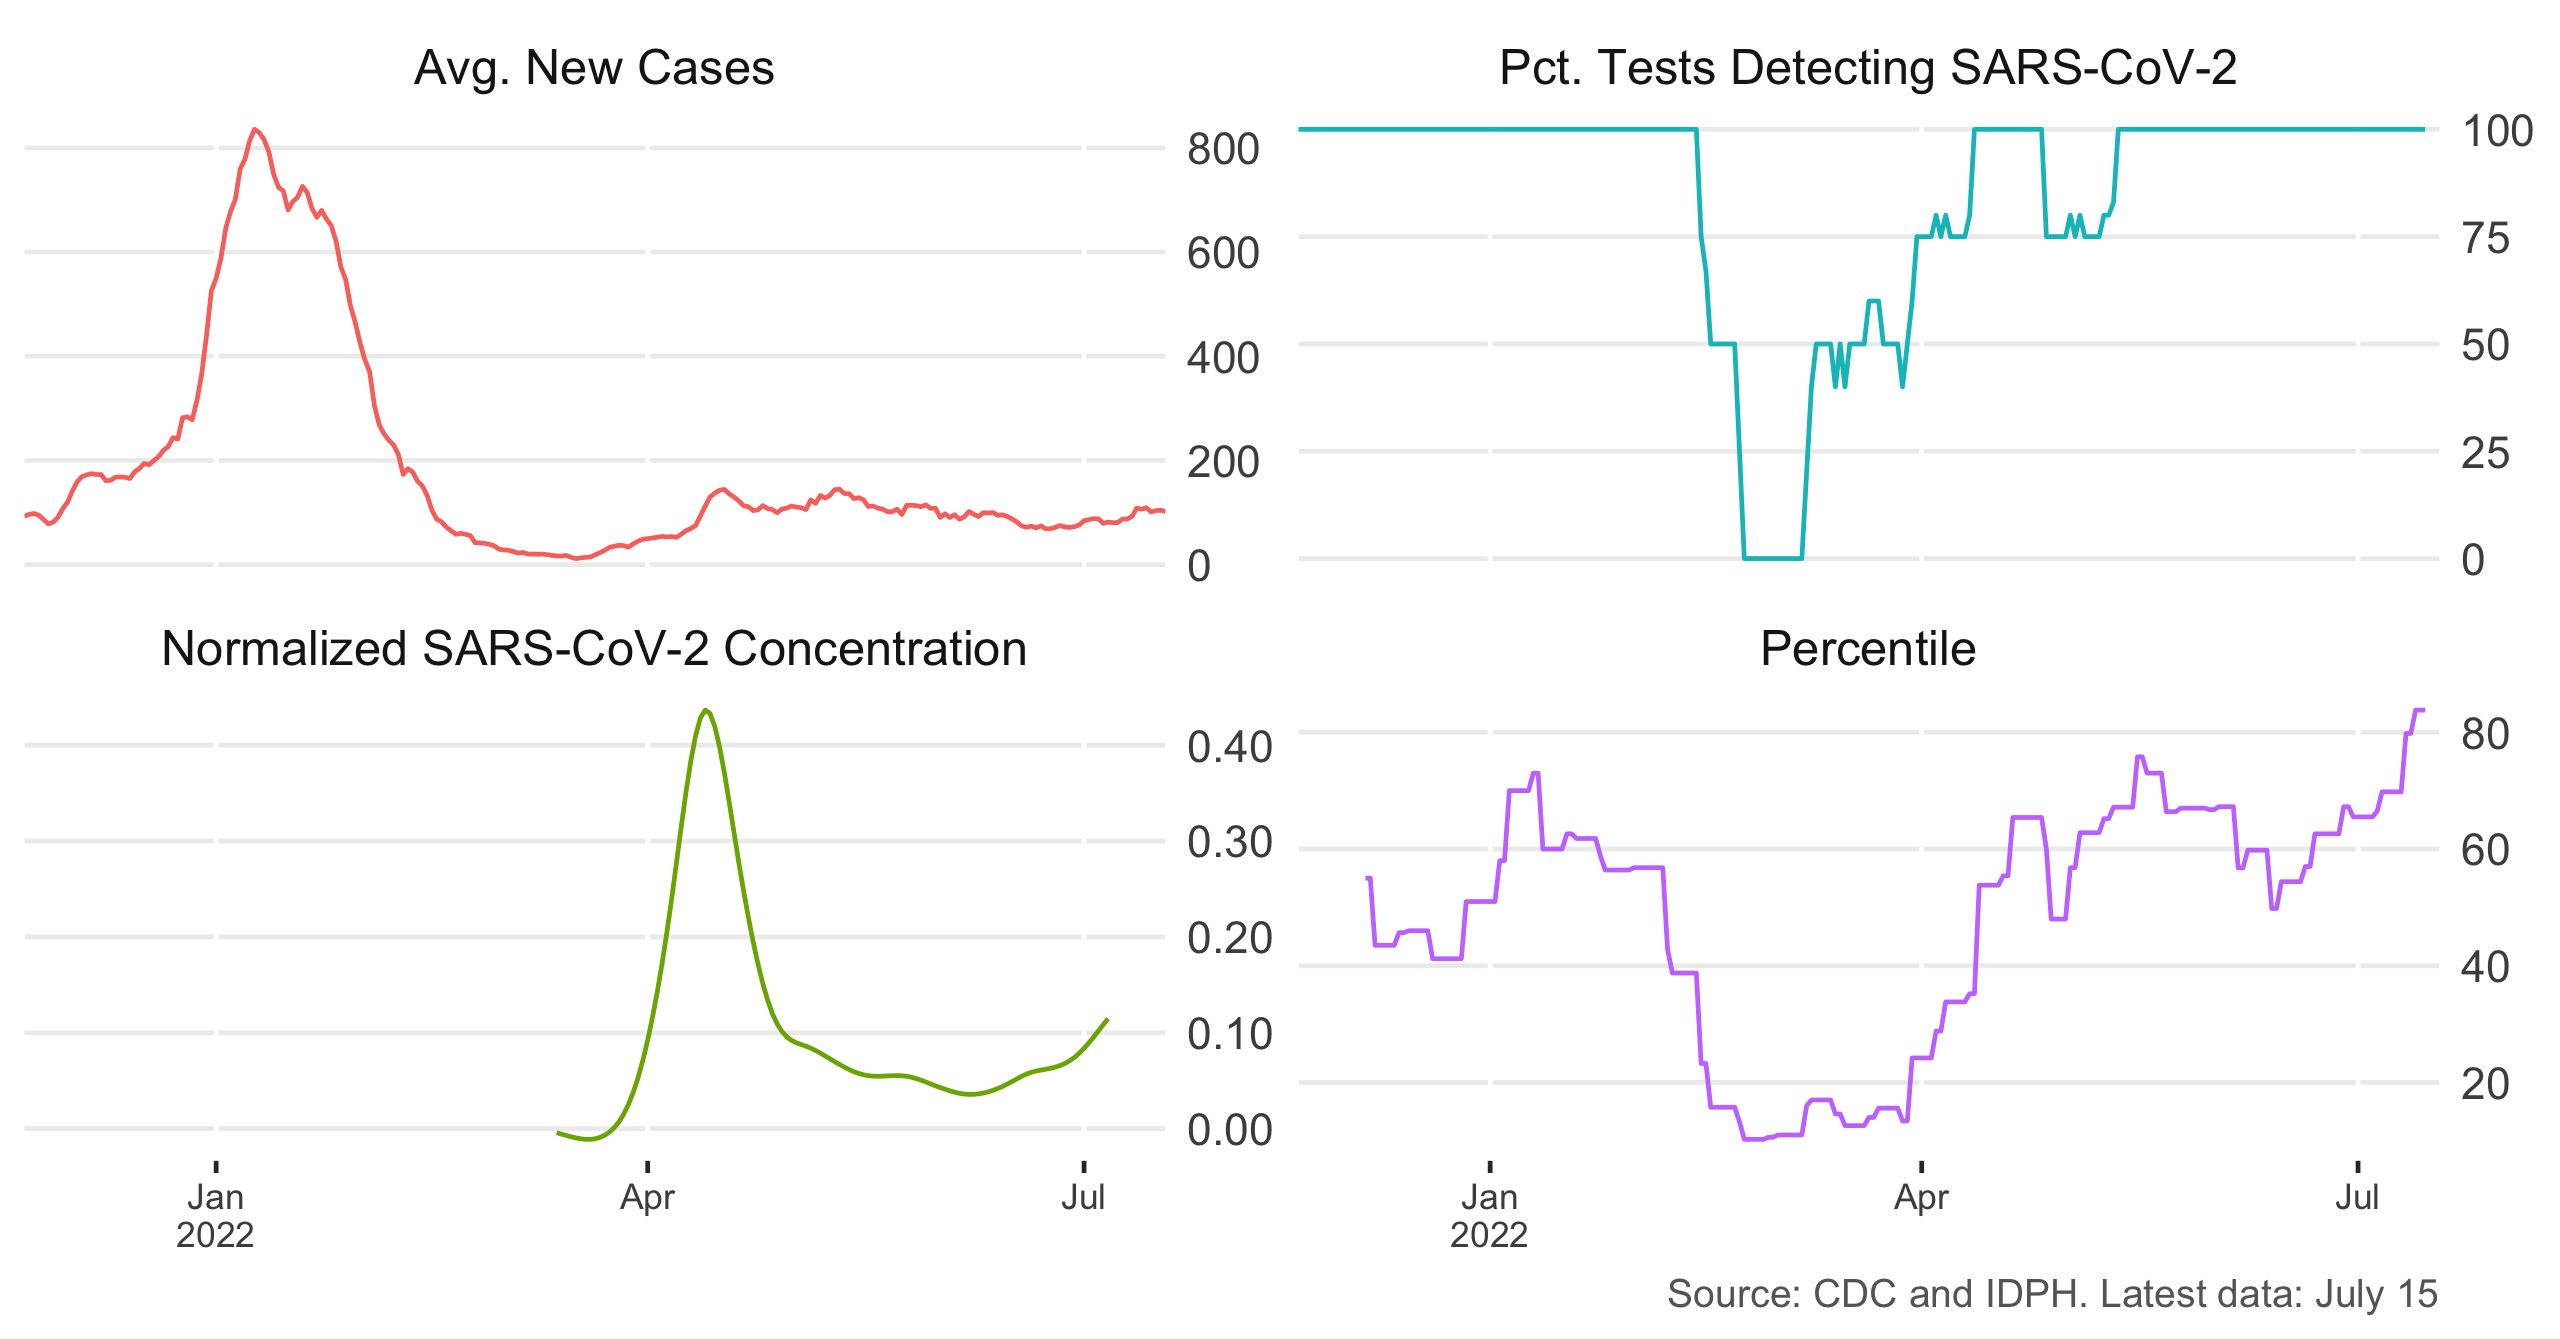 Avg. New Cases
800
600
400
200
0
Pct. Tests Detecting SARS-CoV-2
100
75
50
25
0
Normalized SARS-CoV-2 Concentration
0.40
0.30
0.20
0.10
0.00
Jan
2022
Apr
Jul
Percentile
80
60
40
20
Jan
2022
Apr
Jul
Source: CDC and IDPH. Latest data: July 15